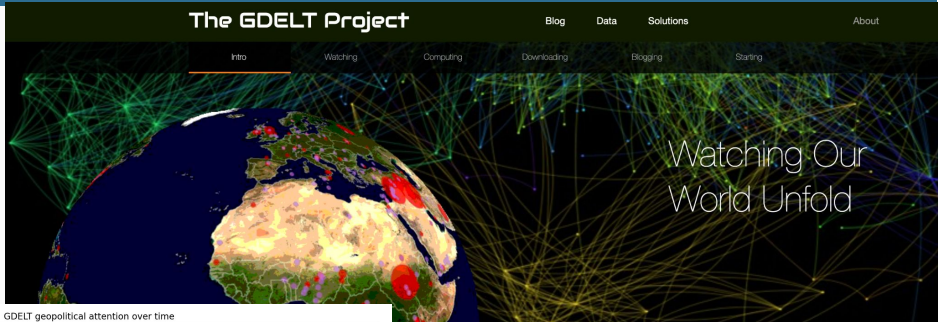 The GDELT Project
Blog Data Solutions About
Intro Watching Computing Downloading Blogging Starting
Watching Our
World Unfold
GDELT geopolitical attention over time